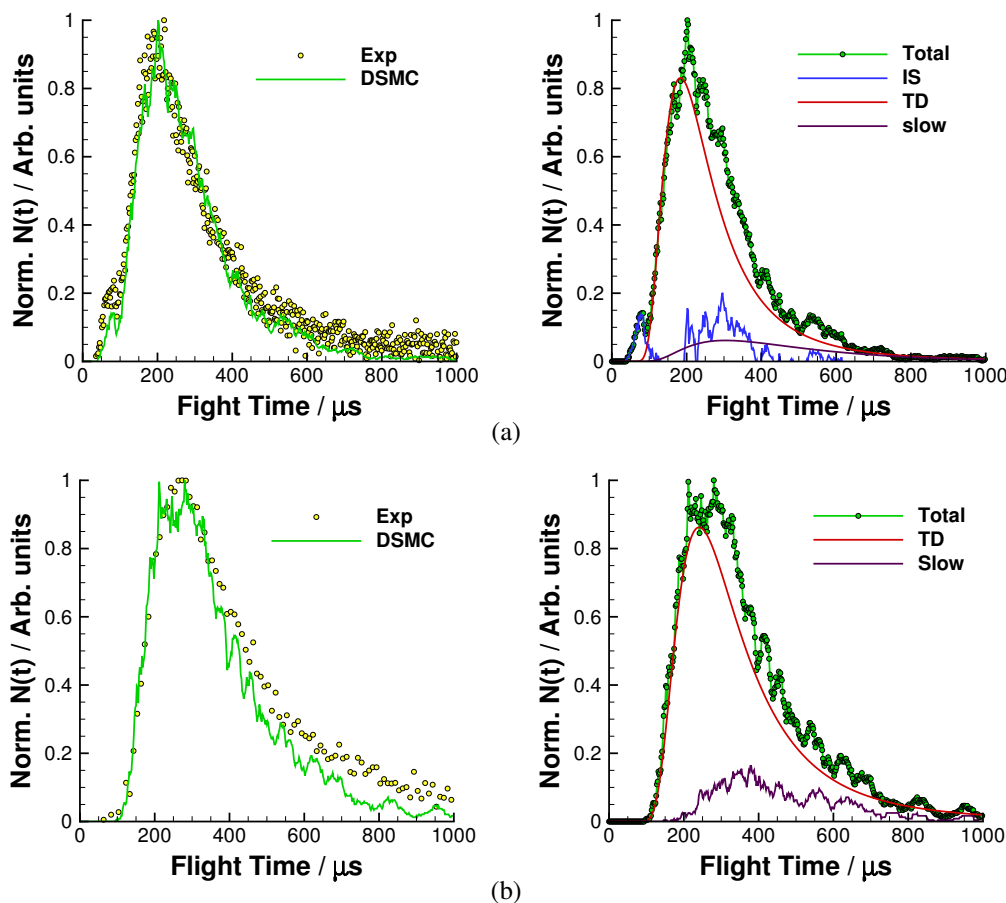 Norm. N(t) / Arb. units
1
0.8
0.6
0.4
0.2
0
0 200 400 600 800 1000
Fight Time / μs
Exp
DSMC
Norm. N(t) / Arb. units
1
0.8
0.6
0.4
0.2
0
0 200 400 600 800 1000
Flight Time / μs
Total
IS
TD
slow
(a)
Norm. N(t) / Arb. units
1
0.8
0.6
0.4
0.2
0
0 200 400 600 800 1000
Flight Time / μs
Exp
DSMC
Norm. N(t) / Arb. units
1
0.8
0.6
0.4
0.2
0
0 200 400 600 800 1000
Flight Time / μs
Total
TD
Slow
(b)